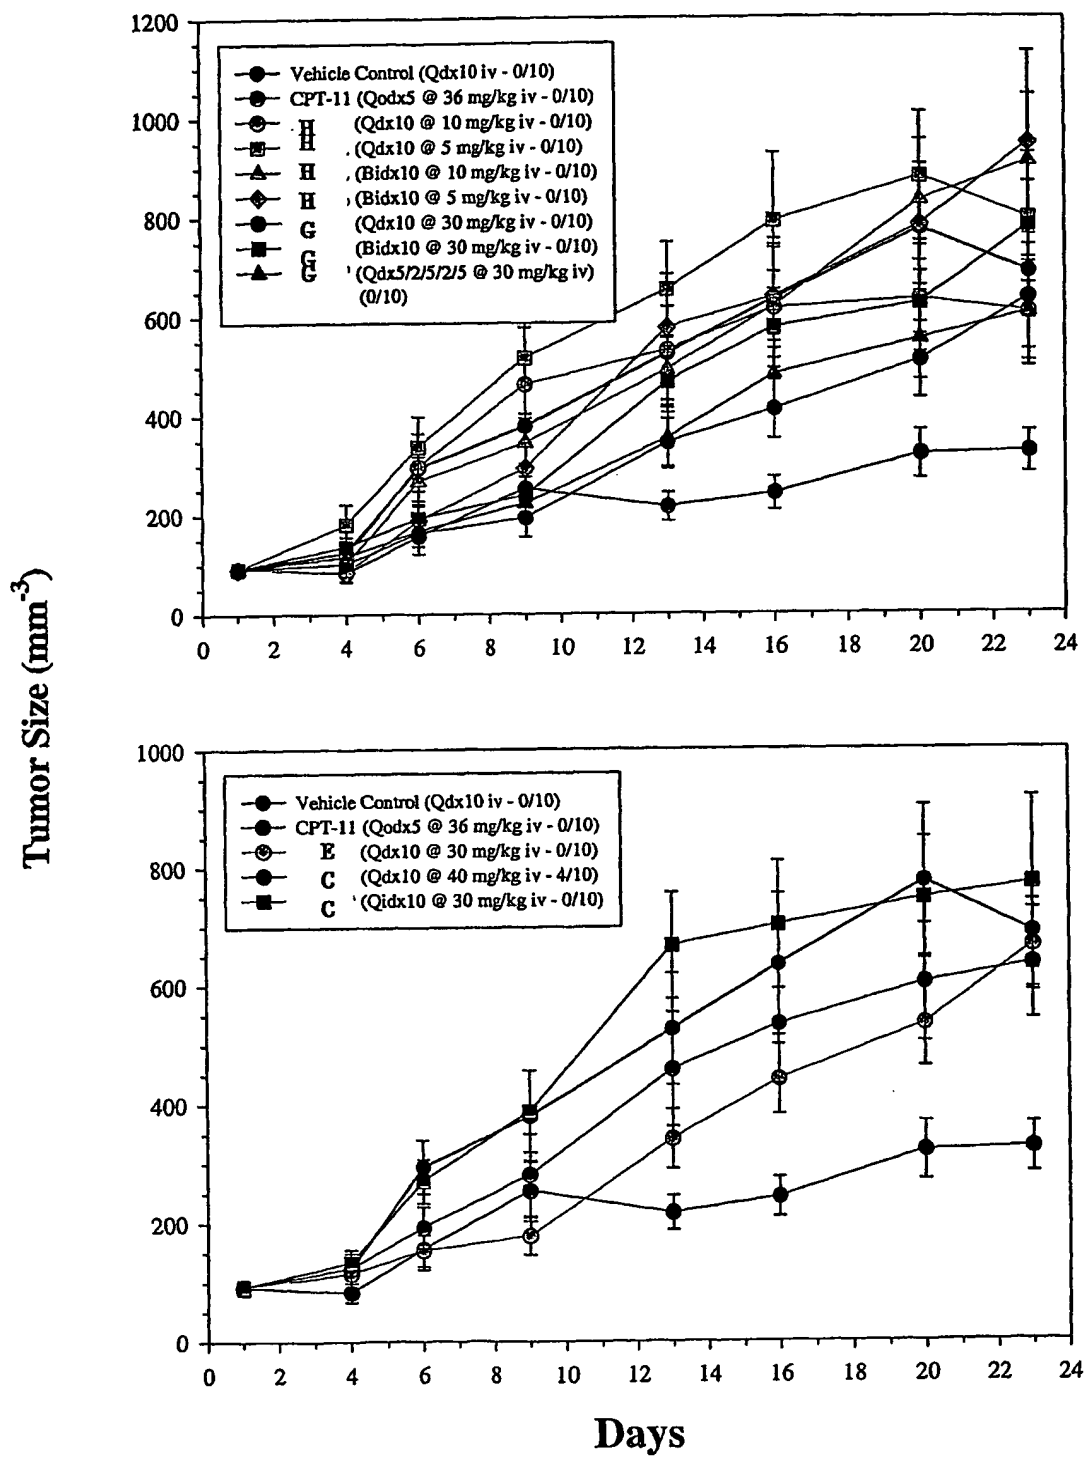 1200
1000
800
600
400
200
0
Vehicle Control (Qdx10 iv - 0/10)
CPT-11 (Qodx5 @ 36 mg/kg iv - 0/10)
H (Qdx10 @ 10 mg/kg iv - 0/10)
H (Qdx10 @ 5 mg/kg iv - 0/10)
H (Bidx10 @ 10 mg/kg iv - 0/10)
H (Bidx10 @ 5 mg/kg iv - 0/10)
G (Qdx10 @ 30 mg/kg iv - 0/10)
G (Bidx10 @ 30 mg/kg iv - 0/10)
G (Qdx5/2/5/2/5 @ 30 mg/kg iv)
(0/10)
0 2 4 6 8 10 12 14 16 18 20 22 24
Tumor Size (mm-3)
1000
800
600
400
200
0
Vehicle Control (Qdx10 iv - 0/10)
CPT-11 (Qodx5 @ 36 mg/kg iv - 0/10)
E (Qdx10 @ 30 mg/kg iv - 0/10)
C (Qdx10 @ 40 mg/kg iv - 4/10)
C (Qidx10 @ 30 mg/kg iv - 0/10)
0 2 4 6 8 10 12 14 16 18 20 22 24
Days